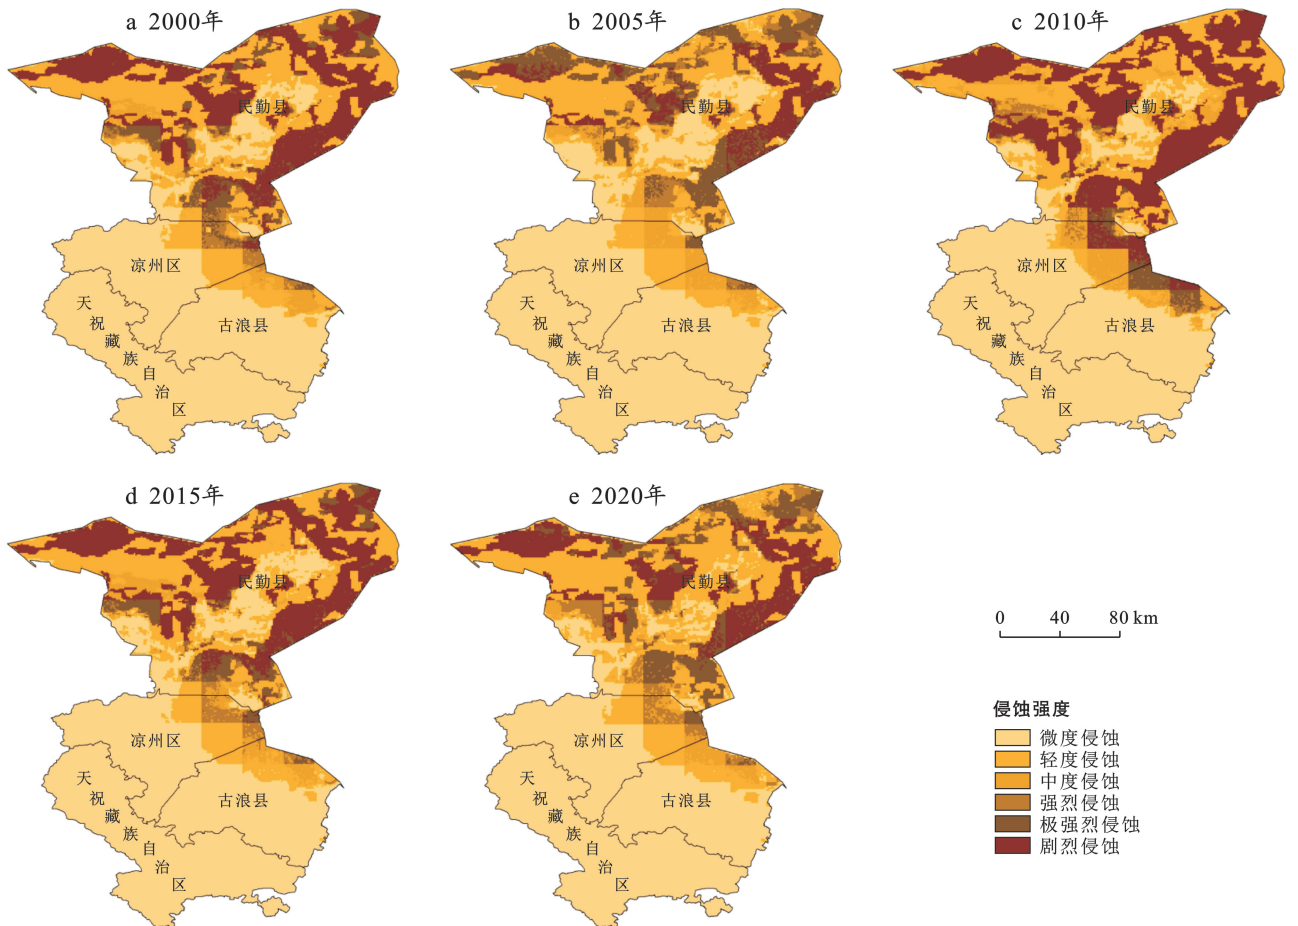 a 2000年
民勤县
凉州区
古浪县
天祝藏族自治区
b 2005年
民勤县
凉州区
古浪县
天祝藏族自治区
c 2010年
民勤县
凉州区
古浪县
天祝藏族自治区
d 2015年
民勤县
凉州区
古浪县
天祝藏族自治区
e 2020年
民勤县
凉州区
古浪县
天祝藏族自治区
0 40 80 km
侵蚀强度
微度侵蚀
轻度侵蚀
中度侵蚀
强烈侵蚀
极强烈侵蚀
剧烈侵蚀